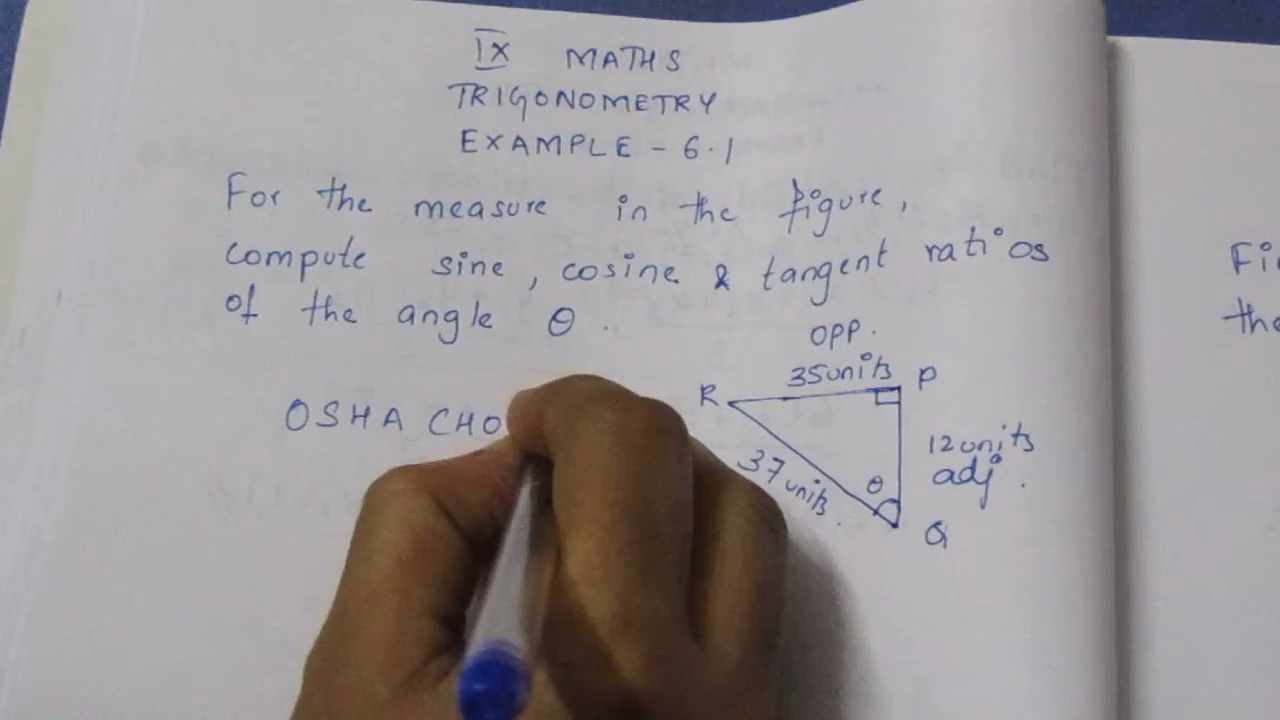 IX MATHS
TRIGONOMETRY
EXAMPLE - 6.1
For the measure in the figure,
compute sine, cosine & tangent ratios
of the angle θ.
OPP.
35units
R
P
OSHA CHO
12units
adj.
37units.
θ
Q
Fi
the